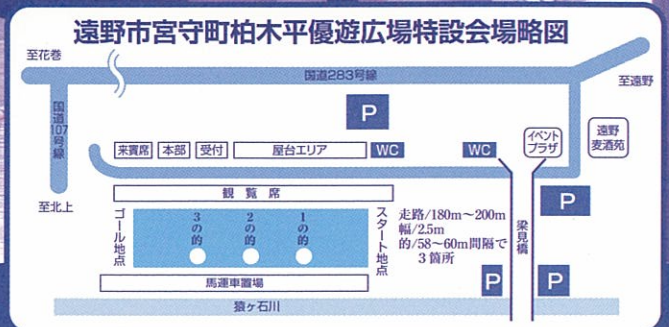 遠野市宮守町柏木平優遊広場特設会場略図
至花巻
国道283号線
至遠野
国道107号線
P
来賓席
本部
受付
屋台エリア
WC
WC
イベント
プラザ
遠野
麦酒苑
至北上
観覧席
ゴール地点
3の的
2の的
1の的
スタート地点
走路/180m～200m
幅/2.5m
的/58～60m間隔で
3箇所
梁見橋
P
馬運車置場
P
P
猿ヶ石川